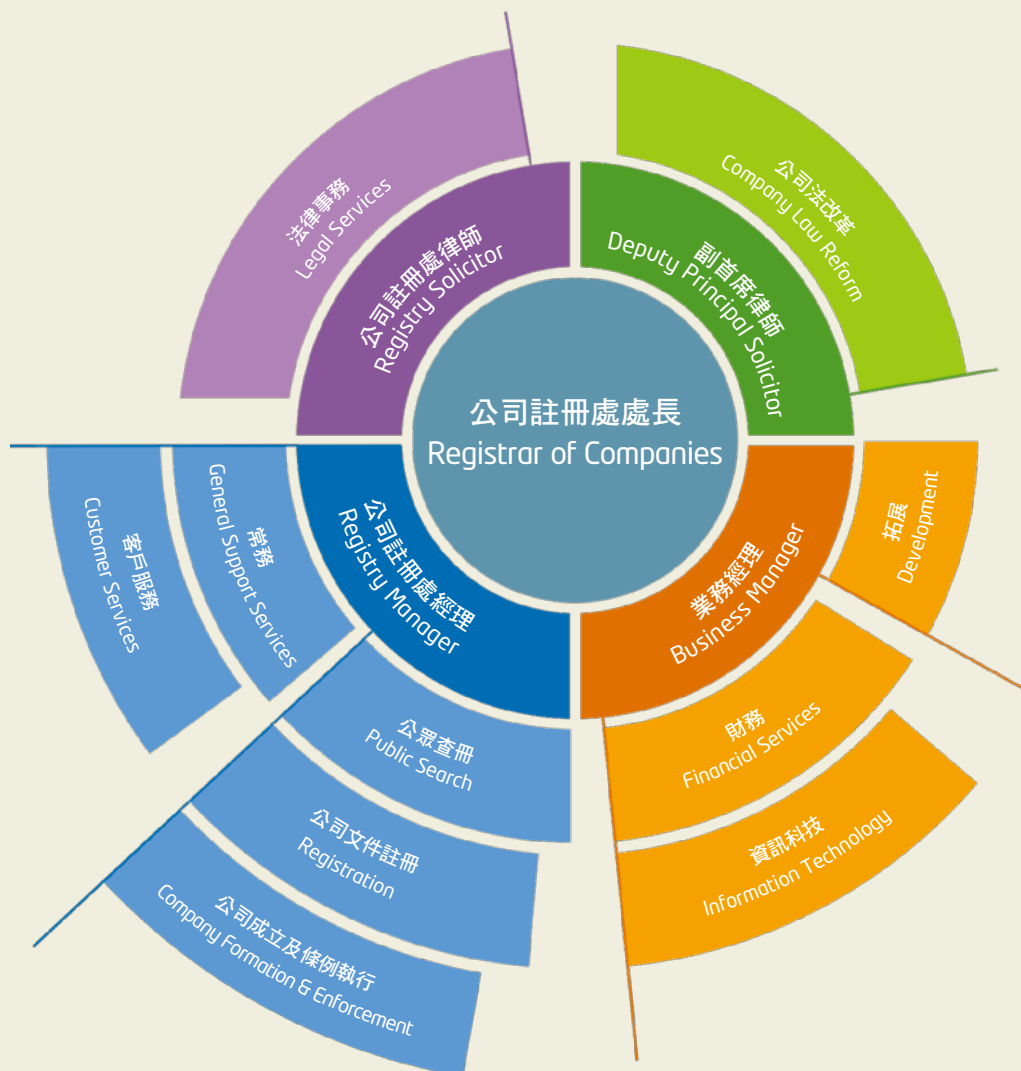 公司註冊處處長
Registrar of Companies
公司註冊處律師
Registry Solicitor
法律事務
Legal Services
副首席律師
Deputy Principal Solicitor
公司法改革
Company Law Reform
公司註冊處經理
Registry Manager
常務
General Support Services
客戶服務
Customer Services
公眾查冊
Public Search
公司文件註冊
Registration
公司成立及條例執行
Company Formation & Enforcement
業務經理
Business Manager
拓展
Development
財務
Financial Services
資訊科技
Information Technology